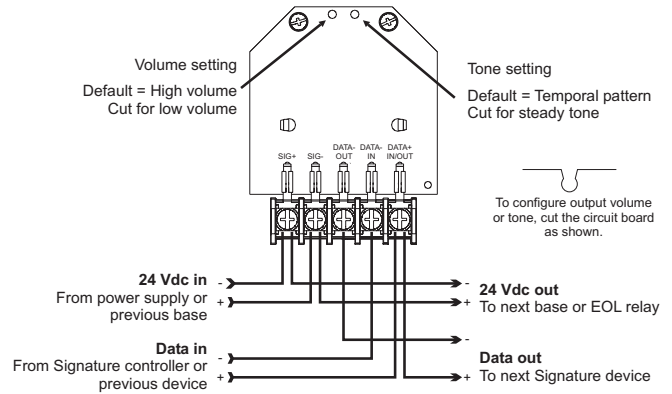 Volume setting
Default = High volume
Cut for low volume
Tone setting
Default = Temporal pattern
Cut for steady tone
SIG+
SIG-
DATA-
OUT
DATA-
IN
DATA+
IN/OUT
To configure output volume
or tone, cut the circuit board
as shown.
24 Vdc in
From power supply or
previous base
-
+
-
+
24 Vdc out
To next base or EOL relay
Data in
From Signature controller or
previous device
-
+
-
+
Data out
To next Signature device